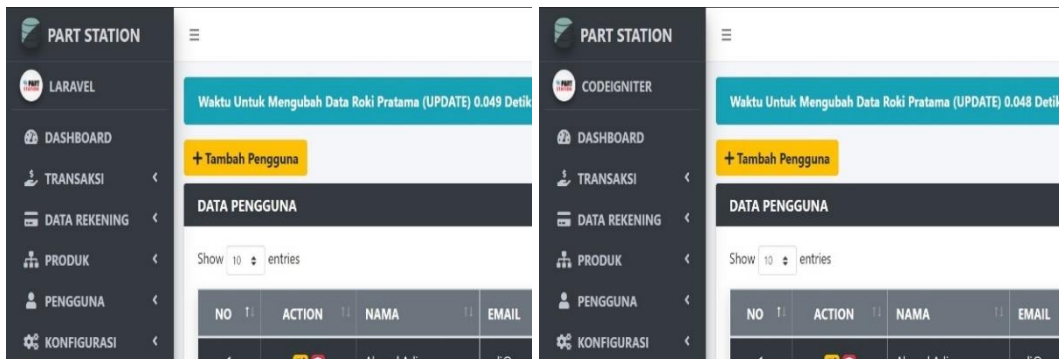 PART STATION
LARAVEL
DASHBOARD
TRANSAKSI
DATA REKENING
PRODUK
PENGGUNA
KONFIGURASI
Waktu Untuk Mengubah Data Roki Pratama (UPDATE) 0.049 Detik
+ Tambah Pengguna
DATA PENGGUNA
Show 10 entries
NO ACTION NAMA EMAIL
PART STATION
CODEIGNITER
DASHBOARD
TRANSAKSI
DATA REKENING
PRODUK
PENGGUNA
KONFIGURASI
Waktu Untuk Mengubah Data Roki Pratama (UPDATE) 0.048 Detik
+ Tambah Pengguna
DATA PENGGUNA
Show 10 entries
NO ACTION NAMA EMAIL